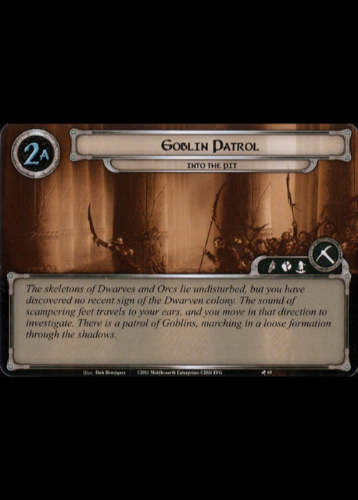 2A
GOBLIN PATROL
INTO THE PIT
The skeletons of Dwarves and Orcs lie undisturbed, but you have
discovered no recent sign of the Dwarven colony. The sound of
scampering feet travels to your ears, and you move in that direction to
investigate. There is a patrol of Goblins, marching in a loose formation
through the shadows.
Illus. Rick Henriquez ©2011 Middle-earth Enterprises ©2011 FFG